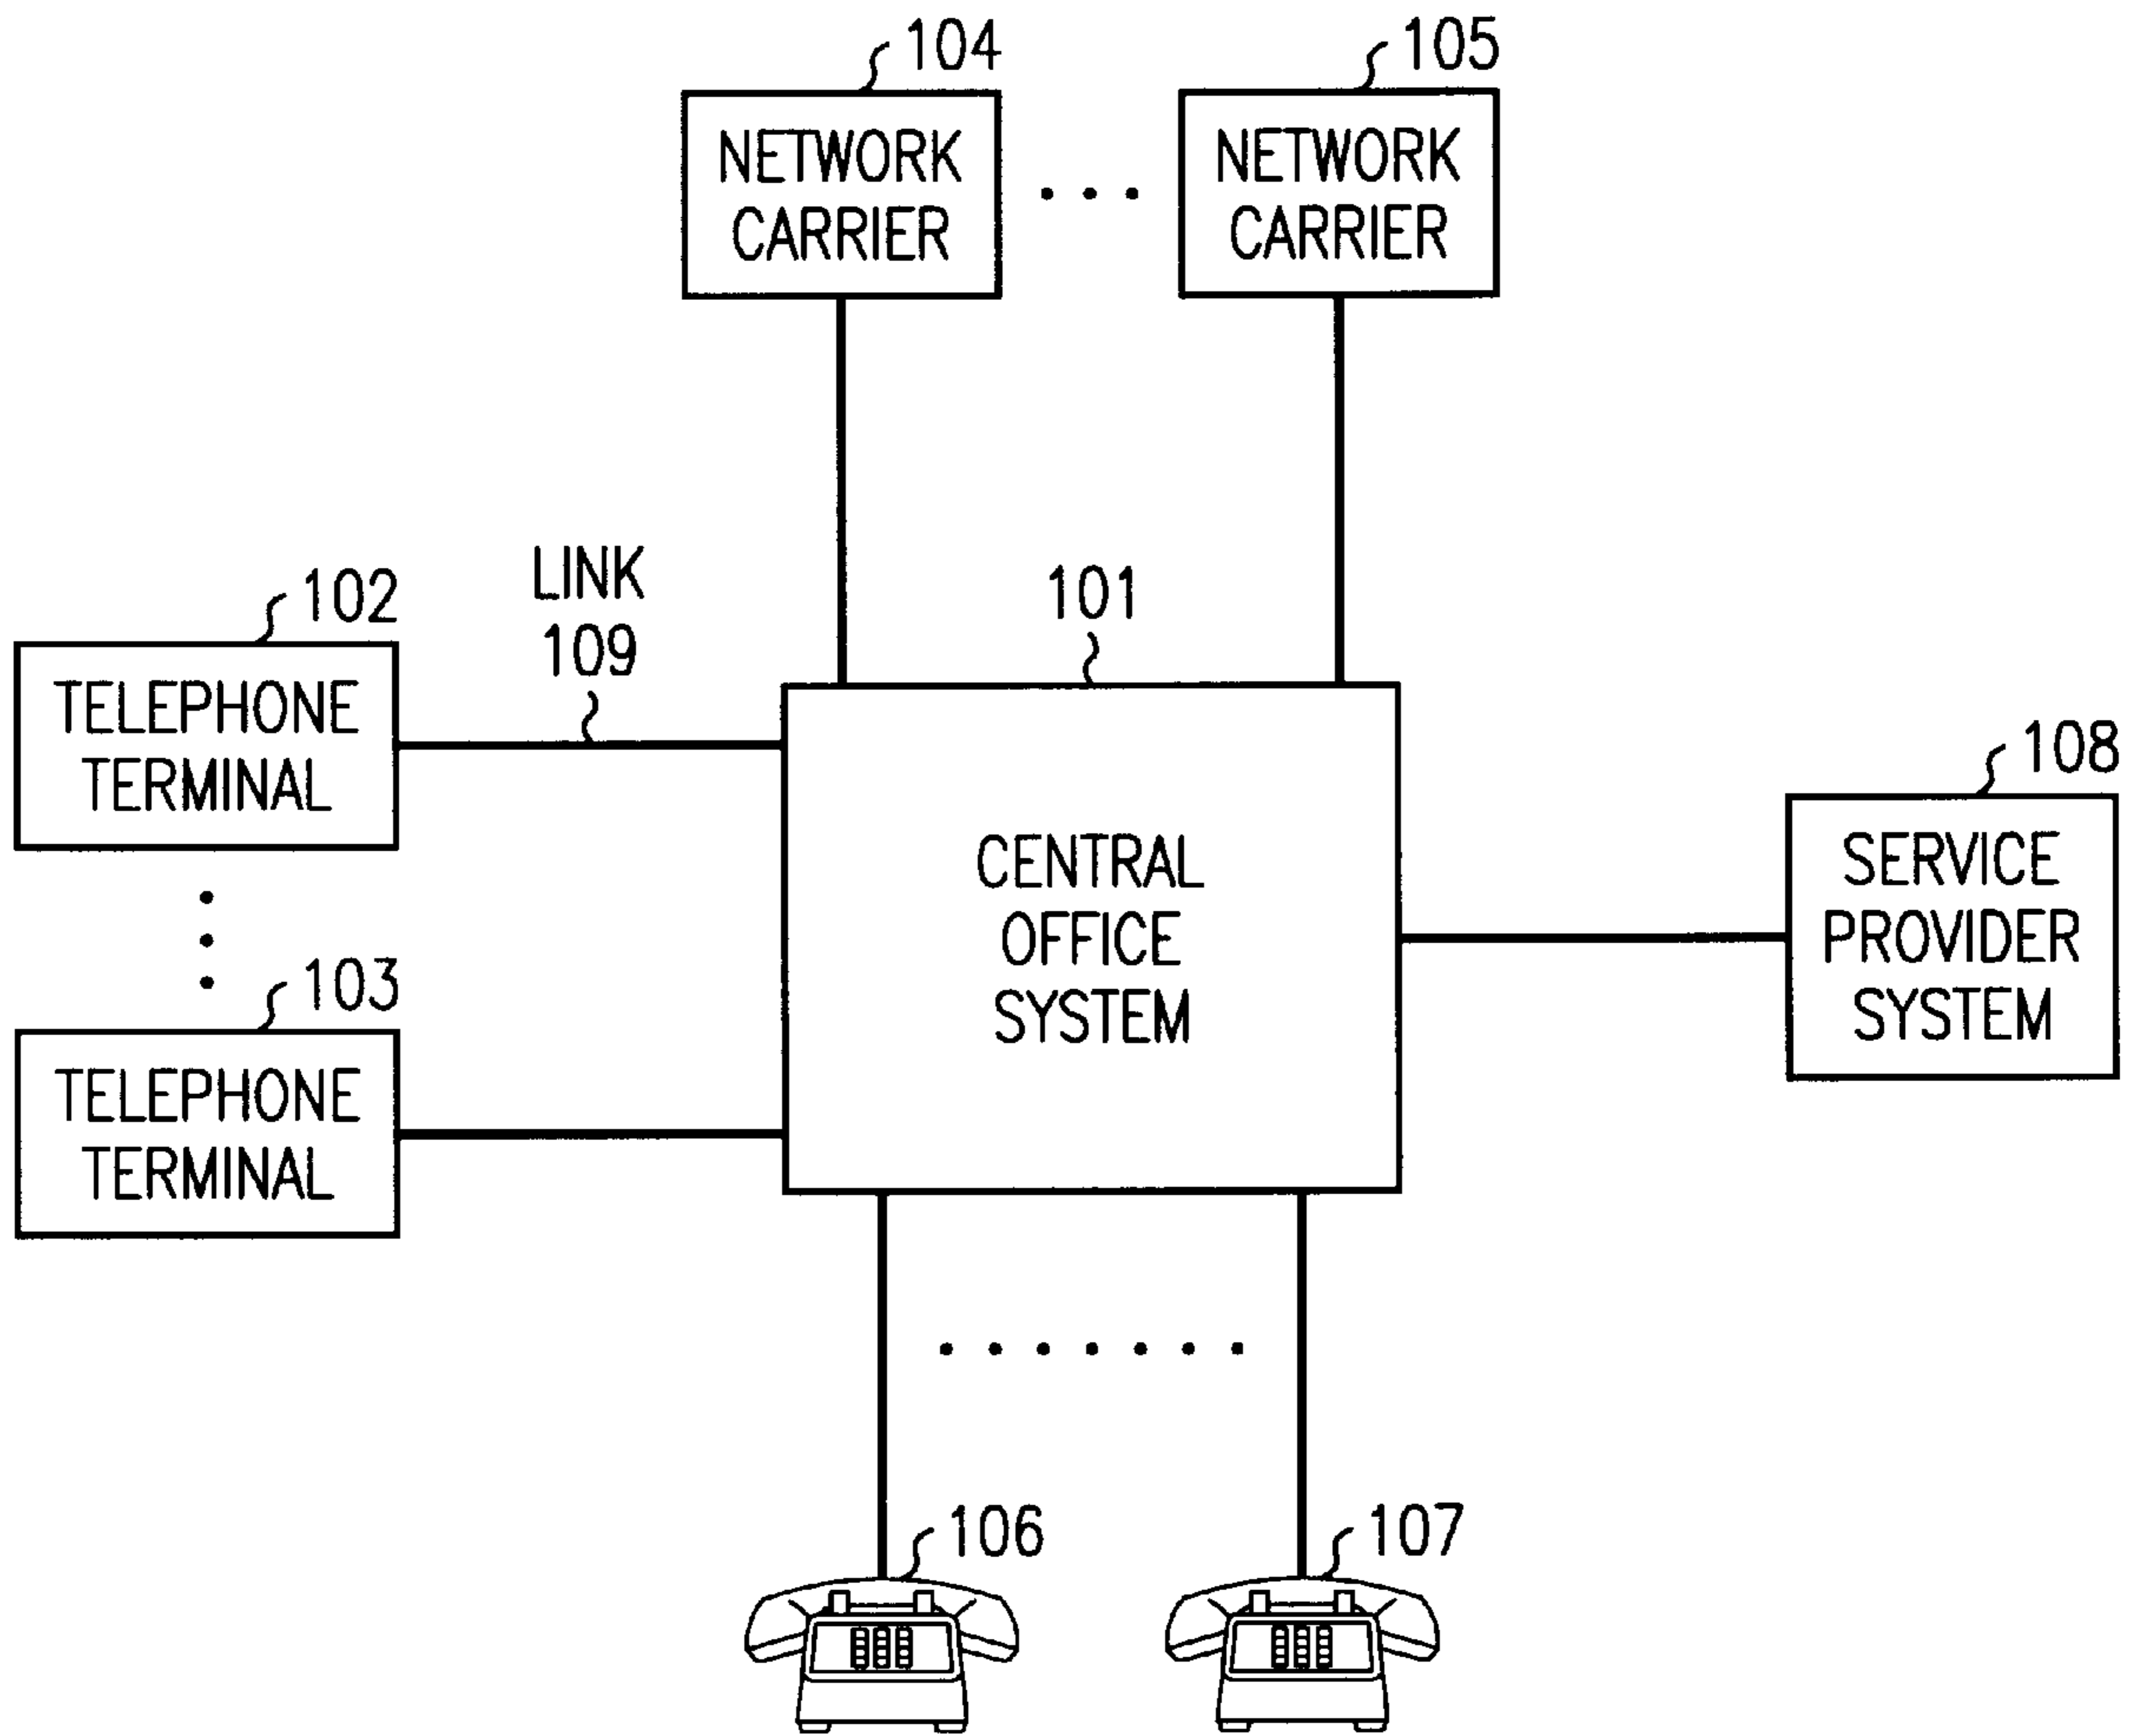 104
105
NETWORK
CARRIER
NETWORK
CARRIER
LINK
109
102
101
TELEPHONE
TERMINAL
108
CENTRAL
OFFICE
SYSTEM
SERVICE
PROVIDER
SYSTEM
103
TELEPHONE
TERMINAL
106
107